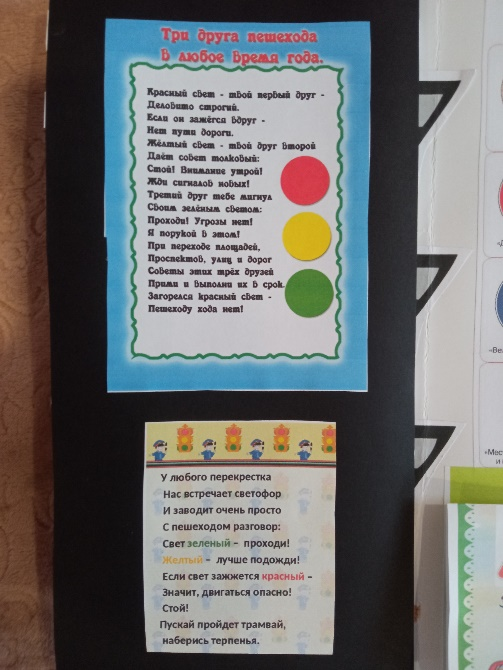 Три друга пешехода
в любое время года.
Красный свет - твой первый друг -
Деловито строгий.
Если он зажёгся вдруг -
Нет пути дороги.
Жёлтый свет - твой друг второй
Даёт совет толковый:
Стой! Внимание утрой!
Жди сигналов новых!
Третий друг тебе мигнул
Своим зелёным светом:
Проходи! Угрозы нет!
Я порукой в этом!
При переходе площадей,
Проспектов, улиц и дорог
Советы этих трёх друзей
Прими и выполни их в срок.
Загорелся красный свет -
Пешеходу хода нет!
У любого перекрестка
Нас встречает светофор
И заводит очень просто
С пешеходом разговор:
Свет зеленый – проходи!
Желтый – лучше подожди!
Если свет зажжется красный –
Значит, двигаться опасно!
Стой!
Пускай пройдет трамвай,
наберись терпенья.